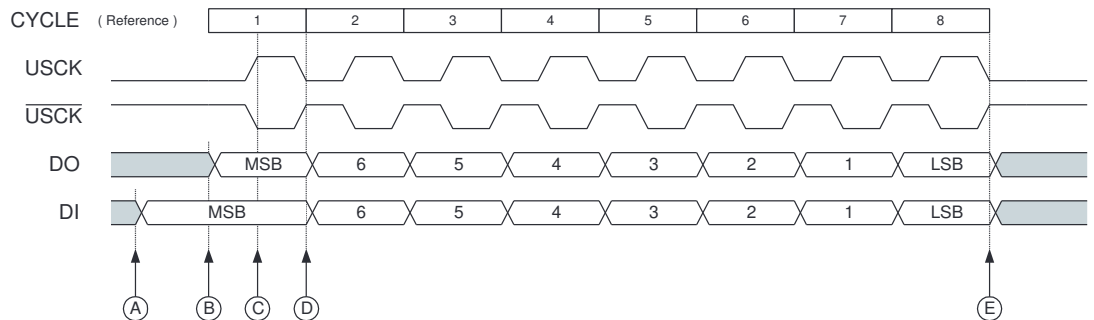 CYCLE ( Reference ) 1 2 3 4 5 6 7 8
USCK
USCK
DO MSB 6 5 4 3 2 1 LSB
DI MSB 6 5 4 3 2 1 LSB
A B C D E